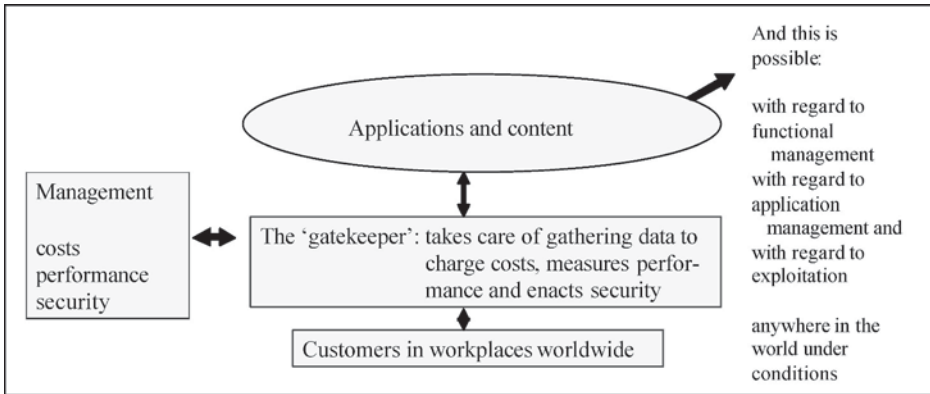 Applications and content
Management
costs
performance
security
The ‘gatekeeper’: takes care of gathering data to
charge costs, measures perfor-
mance and enacts security
Customers in workplaces worldwide
And this is
possible:
with regard to
functional
management
with regard to
application
management and
with regard to
exploitation
anywhere in the
world under
conditions